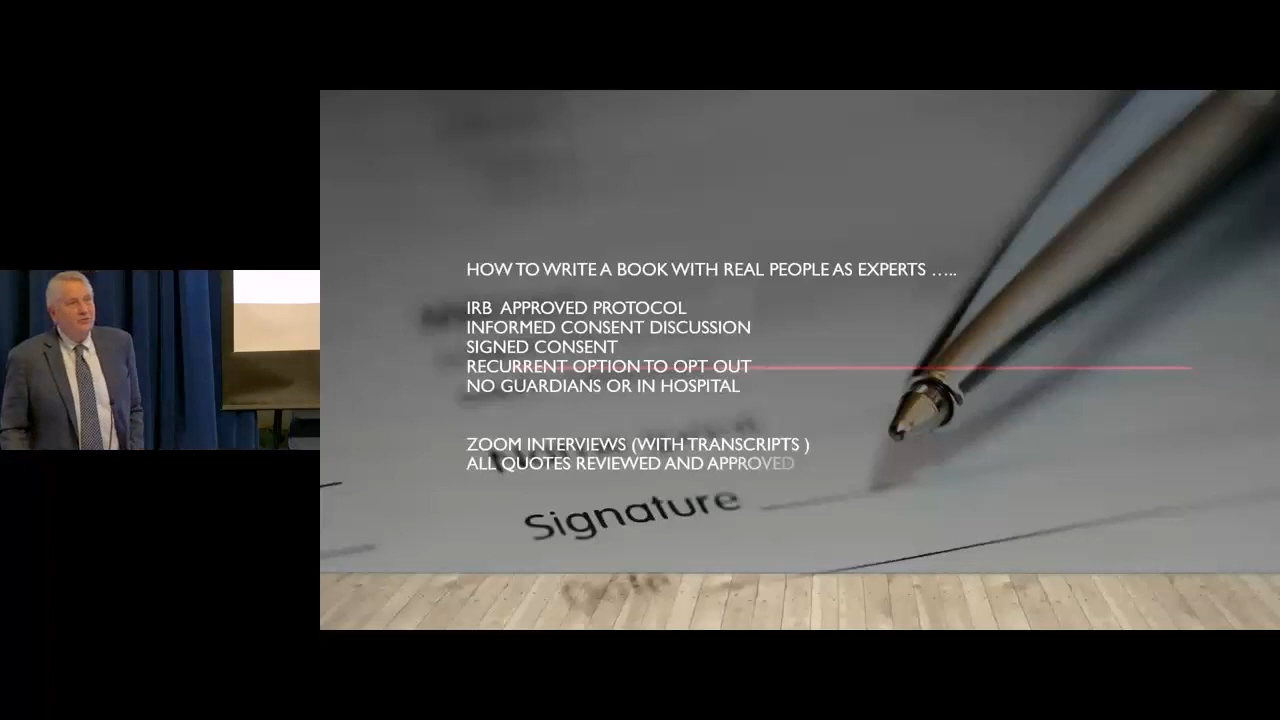 HOW TO WRITE A BOOK WITH REAL PEOPLE AS EXPERTS …..
IRB APPROVED PROTOCOL
INFORMED CONSENT DISCUSSION
SIGNED CONSENT
RECURRENT OPTION TO OPT OUT
NO GUARDIANS OR IN HOSPITAL
ZOOM INTERVIEWS (WITH TRANSCRIPTS )
ALL QUOTES REVIEWED AND APPROVED
Signature